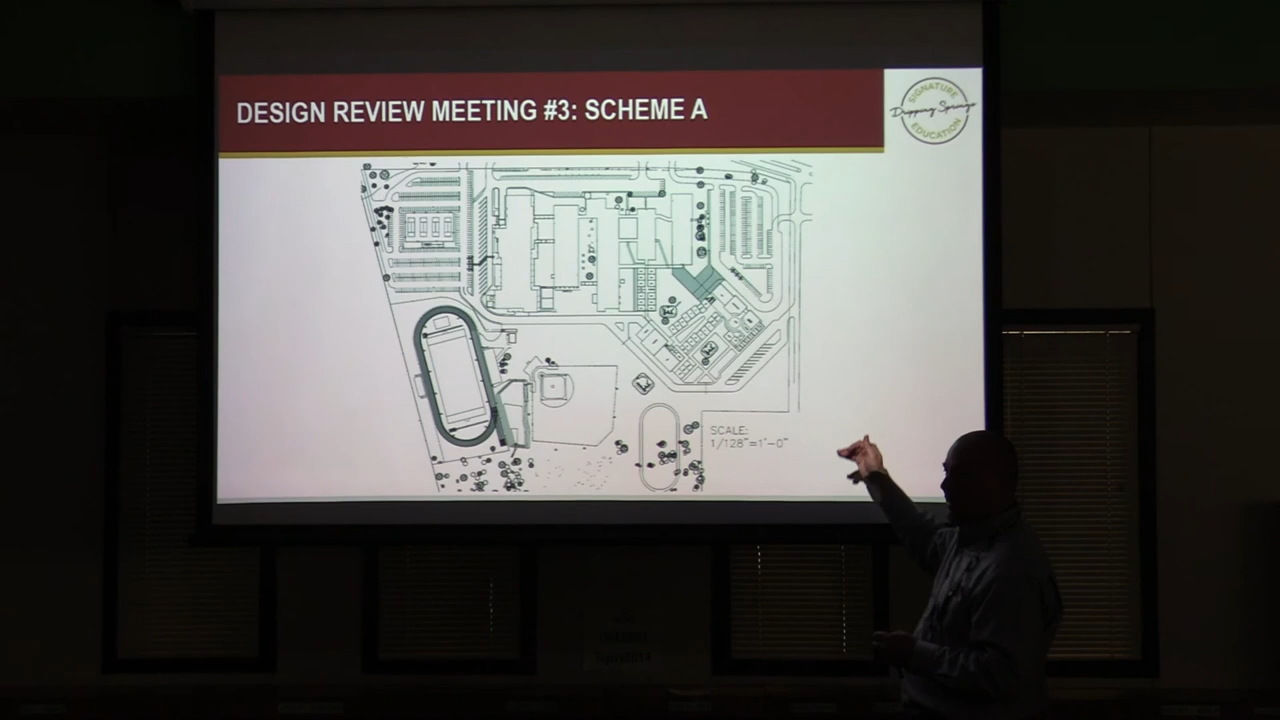 DESIGN REVIEW MEETING #3: SCHEME A
SIGNATURE
Dripping Springs
EDUCATION
SCALE:
1/128"=1'-0"